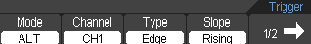 Trigger
Mode Channel Type Slope
ALT CH1 Edge Rising 1/2